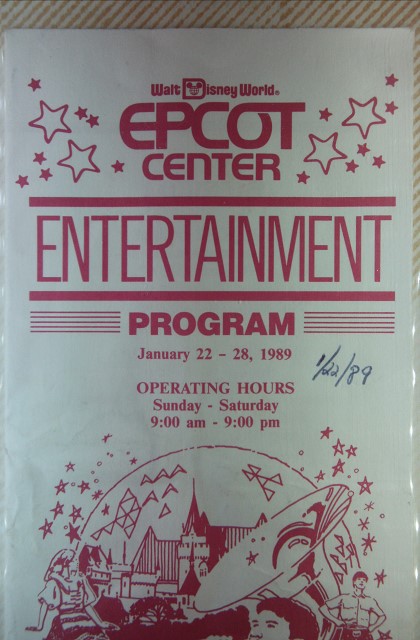 Walt Disney World®
EPCOT
CENTER
ENTERTAINMENT
PROGRAM
January 22 - 28, 1989
1/22/89
OPERATING HOURS
Sunday - Saturday
9:00 am - 9:00 pm